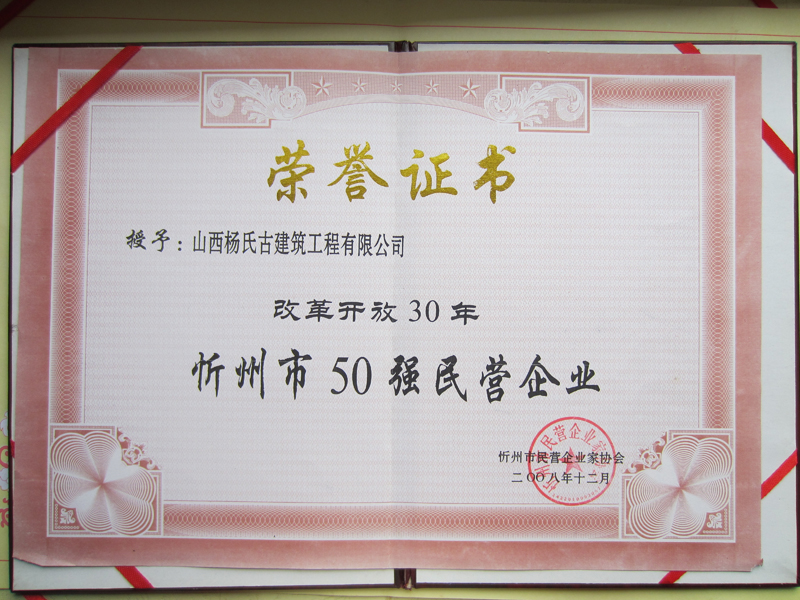 荣誉证书
授予：山西杨氏古建筑工程有限公司
改革开放30年
忻州市50强民营企业
忻州市民营企业家协会
二〇〇八年十二月